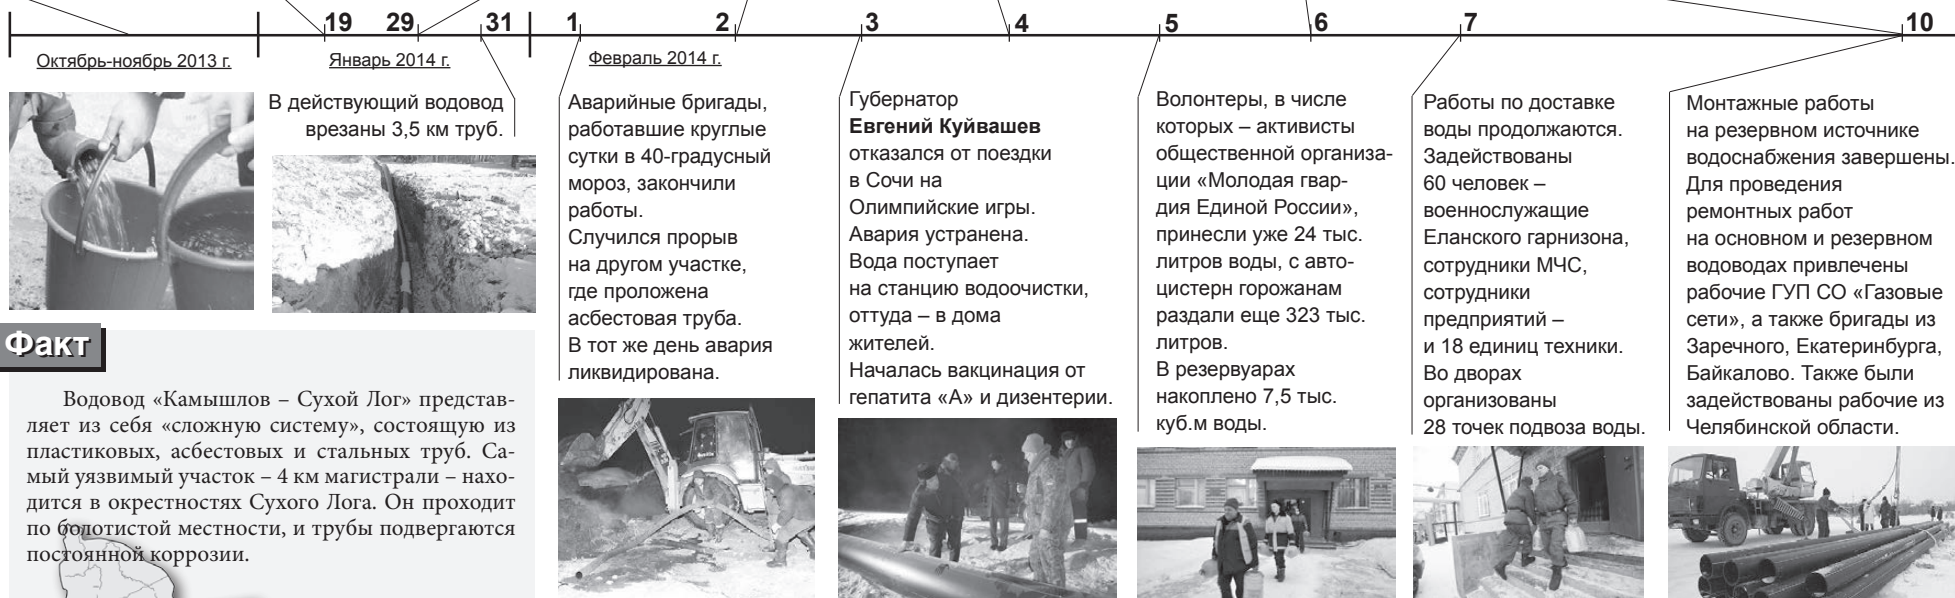 19 29 31 1 2 3 4 5 6 7 10
Октябрь-ноябрь 2013 г.
Январь 2014 г.
Февраль 2014 г.
В действующий водовод
врезаны 3,5 км труб.
Аварийные бригады,
работавшие круглые
сутки в 40-градусный
мороз, закончили
работы.
Случился прорыв
на другом участке,
где проложена
асбестовая труба.
В тот же день авария
ликвидирована.
Губернатор
Евгений Куйвашев
отказался от поездки
в Сочи на
Олимпийские игры.
Авария устранена.
Вода поступает
на станцию водоочистки,
оттуда – в дома
жителей.
Началась вакцинация от
гепатита «А» и дизентерии.
Волонтеры, в числе
которых – активисты
общественной организа-
ции «Молодая гвар-
дия Единой России»,
принесли уже 24 тыс.
литров воды, с авто-
цистерн горожанам
раздали еще 323 тыс.
литров.
В резервуарах
накоплено 7,5 тыс.
куб.м воды.
Работы по доставке
воды продолжаются.
Задействованы
60 человек –
военнослужащие
Еланского гарнизона,
сотрудники МЧС,
сотрудники
предприятий –
и 18 единиц техники.
Во дворах
организованы
28 точек подвоза воды.
Монтажные работы
на резервном источнике
водоснабжения завершены.
Для проведения
ремонтных работ
на основном и резервном
водоводах привлечены
рабочие ГУП СО «Газовые
сети», а также бригады из
Заречного, Екатеринбурга,
Байкалово. Также были
задействованы рабочие из
Челябинской области.
Факт
Водовод «Камышлов – Сухой Лог» представ-
ляет из себя «сложную систему», состоящую из
пластиковых, асбестовых и стальных труб. Са-
мый уязвимый участок – 4 км магистрали – нахо-
дится в окрестностях Сухого Лога. Он проходит
по болотистой местности, и трубы подвергаются
постоянной коррозии.